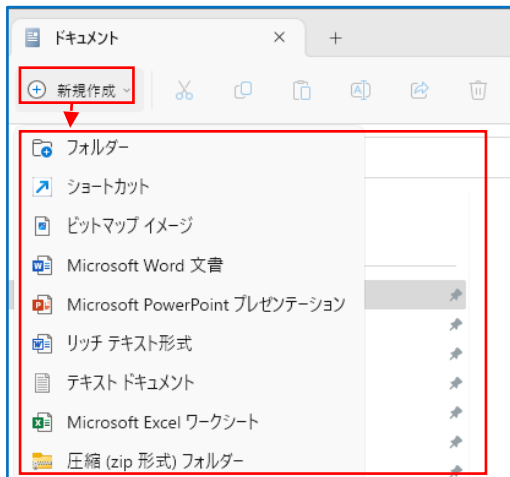 ドキュメント
新規作成
フォルダー
ショートカット
ビットマップ イメージ
Microsoft Word 文書
Microsoft PowerPoint プレゼンテーション
リッチ テキスト形式
テキスト ドキュメント
Microsoft Excel ワークシート
圧縮 (zip 形式) フォルダー